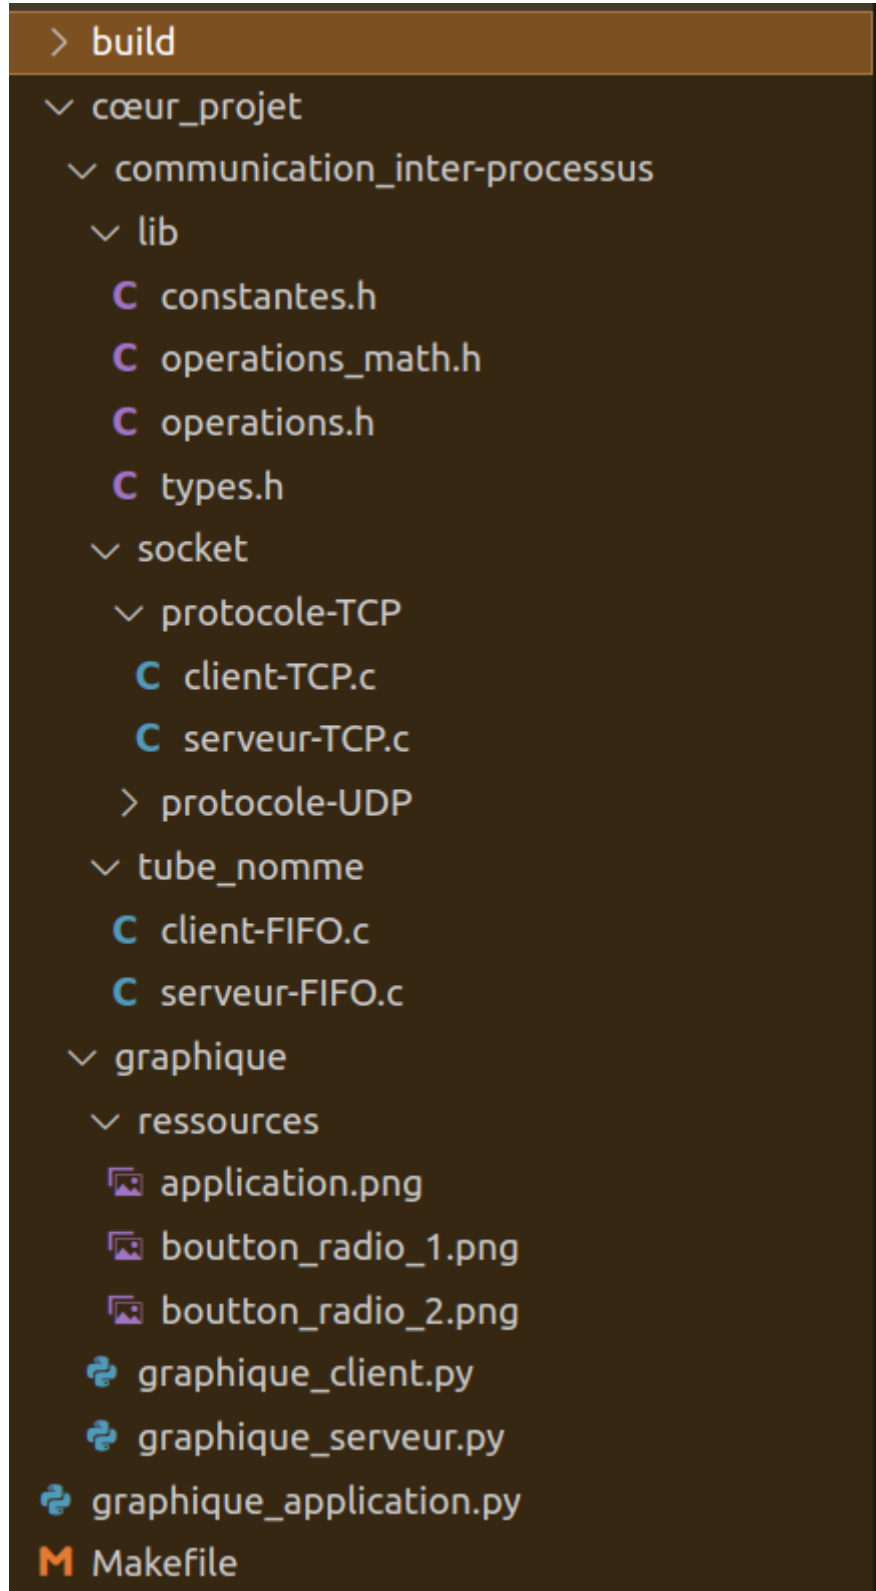 build
cœur_projet
communication_inter-processus
lib
C constantes.h
C operations_math.h
C operations.h
C types.h
socket
protocole-TCP
C client-TCP.c
C serveur-TCP.c
protocole-UDP
tube_nomme
C client-FIFO.c
C serveur-FIFO.c
graphique
ressources
application.png
boutton_radio_1.png
boutton_radio_2.png
graphique_client.py
graphique_serveur.py
graphique_application.py
M Makefile